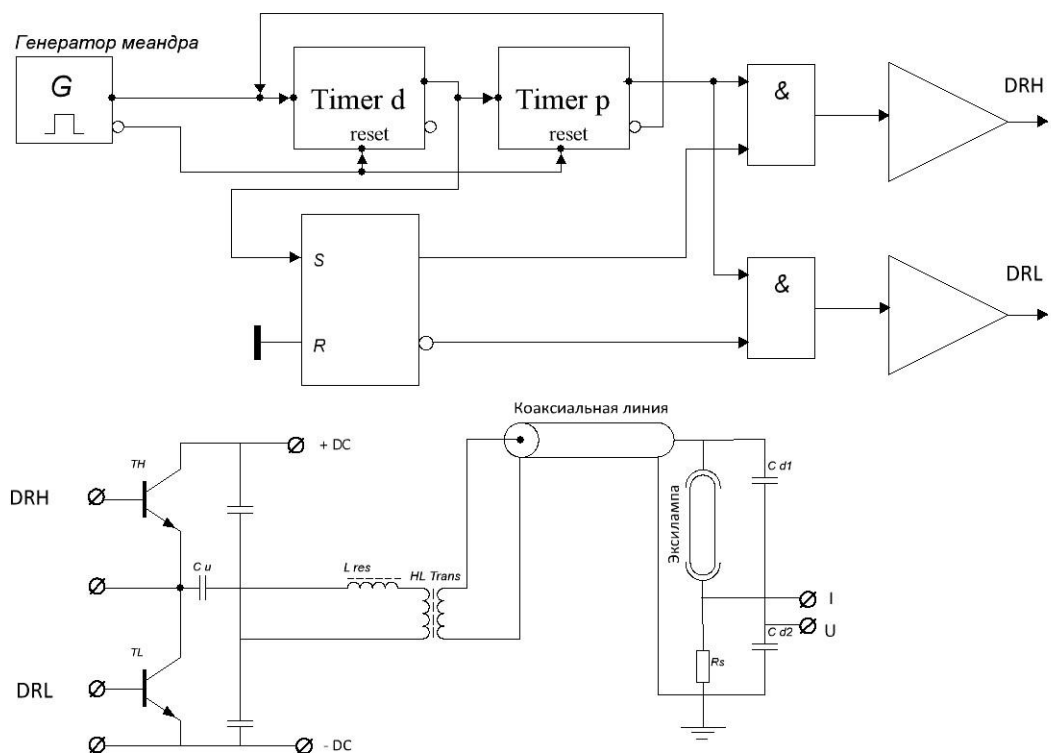 Генератор меандра
G
Timer d
reset
Timer p
reset
&
DRH
S
R
&
DRL
Коаксиальная линия
+ DC
TH
DRH
C u
L res
HL Trans
Эксилампа
C d1
I
U
C d2
TL
DRL
Rs
- DC